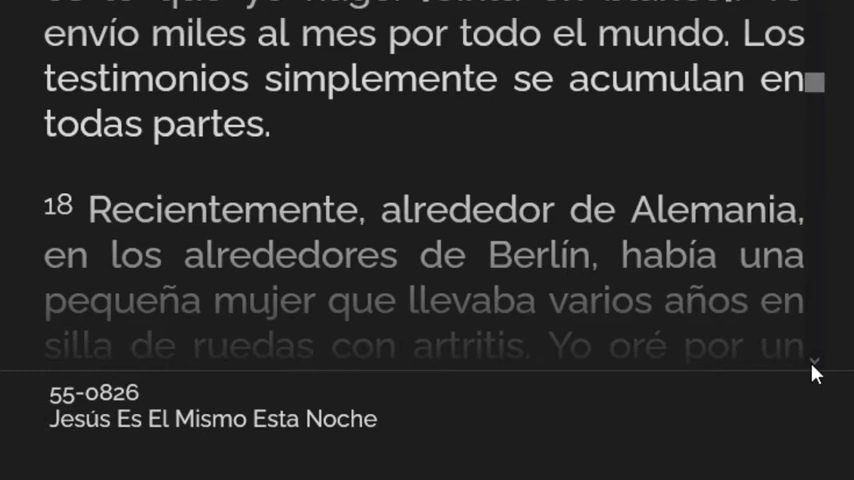 envío miles al mes por todo el mundo. Los
testimonios simplemente se acumulan en
todas partes.
18 Recientemente, alrededor de Alemania,
en los alrededores de Berlín, había una
pequeña mujer que llevaba varios años en
silla de ruedas con artritis. Yo oré por un
55-0826
Jesús Es El Mismo Esta Noche